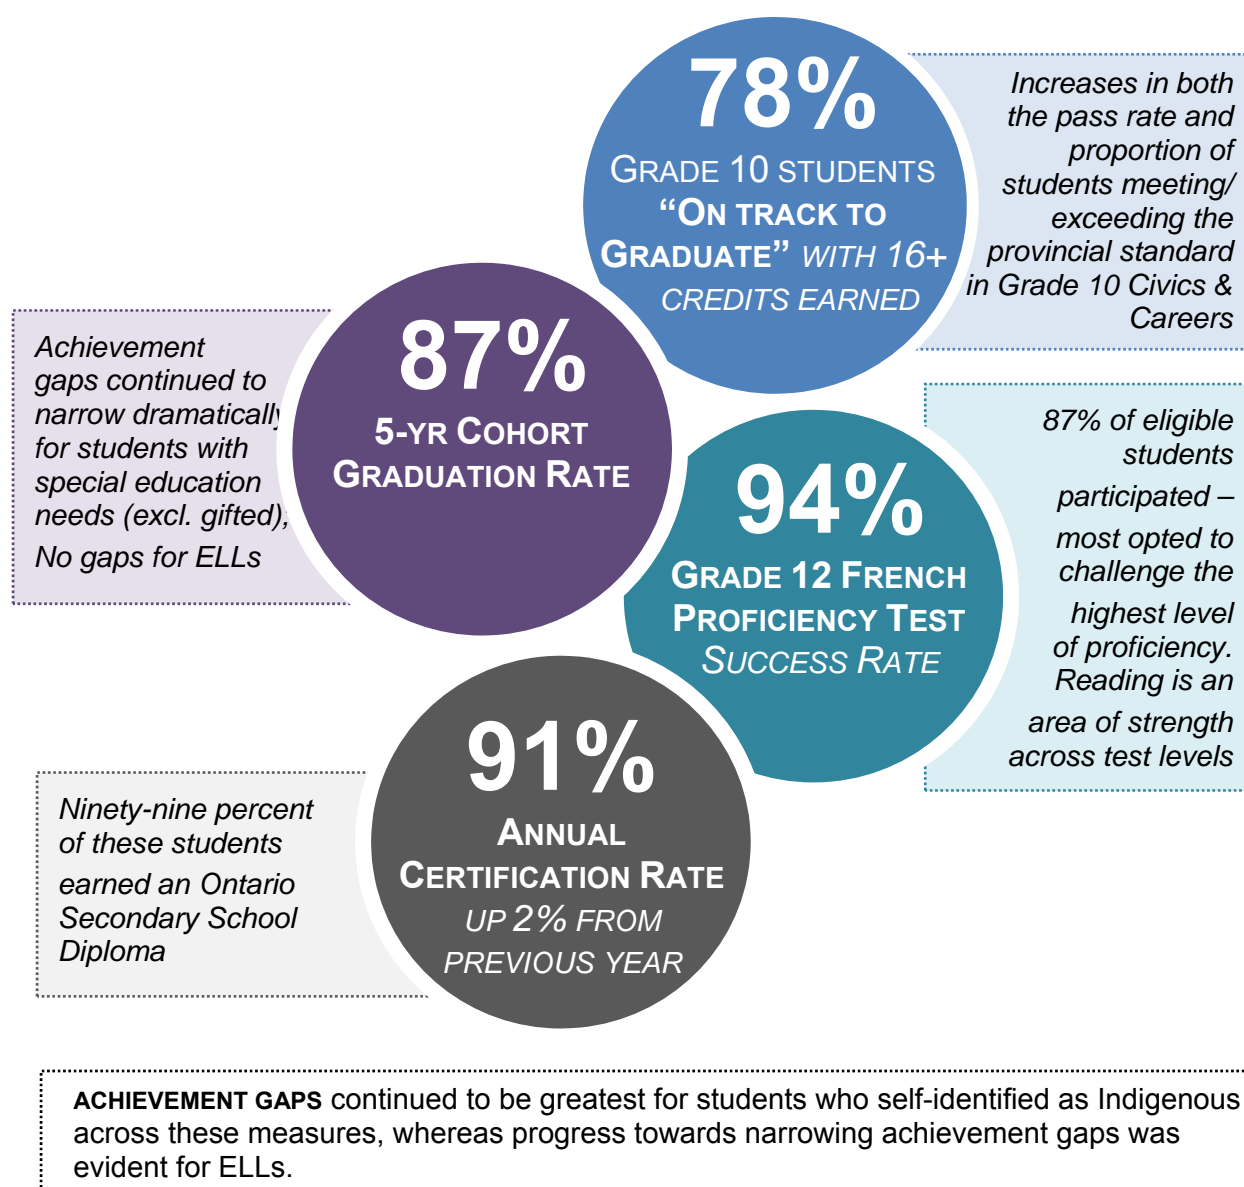 78%
GRADE 10 STUDENTS
“ON TRACK TO
GRADUATE” WITH 16+
CREDITS EARNED
Increases in both
the pass rate and
proportion of
students meeting/
exceeding the
provincial standard
in Grade 10 Civics &
Careers
87%
5-YR COHORT
GRADUATION RATE
Achievement
gaps continued to
narrow dramatically
for students with
special education
needs (excl. gifted);
No gaps for ELLs
94%
GRADE 12 FRENCH
PROFICIENCY TEST
SUCCESS RATE
87% of eligible
students
participated –
most opted to
challenge the
highest level
of proficiency.
Reading is an
area of strength
across test levels
91%
ANNUAL
CERTIFICATION RATE
UP 2% FROM
PREVIOUS YEAR
Ninety-nine percent
of these students
earned an Ontario
Secondary School
Diploma
ACHIEVEMENT GAPS continued to be greatest for students who self-identified as Indigenous
across these measures, whereas progress towards narrowing achievement gaps was
evident for ELLs.